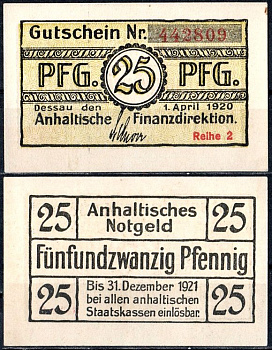 Gutschein Nr. 442809
PFG. 25 PFG.
Dessau den 1. April 1920
Anhaltische Finanzdirektion.
Reihe 2
25 Anhaltisches 25
Notgeld
Fünfundzwanzig Pfennig
25 Bis 31. Dezember 1921 25
bei allen anhaltischen
Staatskassen einlösbar.